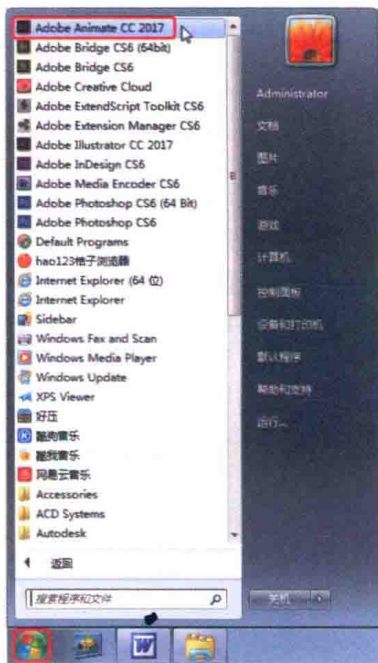 Adobe Animate CC 2017
Adobe Bridge CS6 (64bit)
Adobe Bridge CS6
Adobe Creative Cloud
Adobe ExtendScript Toolkit CS6
Adobe Extension Manager CS6
Adobe Illustrator CC 2017
Adobe InDesign CS6
Adobe Media Encoder CS6
Adobe Photoshop CS6 (64 Bit)
Adobe Photoshop CS6
Default Programs
hao123桔子浏览器
Internet Explorer (64 位)
Internet Explorer
Sidebar
Windows Fax and Scan
Windows Media Player
Windows Update
XPS Viewer
好压
酷狗音乐
酷我音乐
网易云音乐
Accessories
ACD Systems
Autodesk
返回
搜索程序和文件
Administrator
文档
图片
音乐
游戏
计算机
控制面板
设备和打印机
默认程序
帮助和支持
运行...
关机